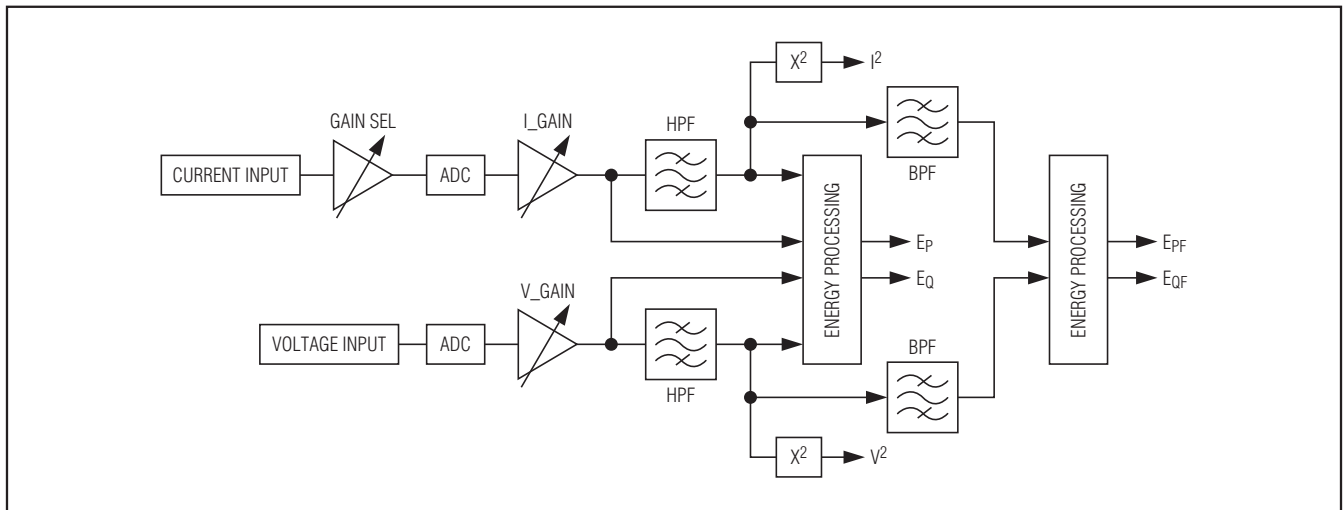 X²
I²
GAIN SEL
I_GAIN
HPF
CURRENT INPUT
ADC
BPF
ENERGY PROCESSING
EP
EQ
ENERGY PROCESSING
EPF
EQF
V_GAIN
VOLTAGE INPUT
ADC
HPF
BPF
X²
V²